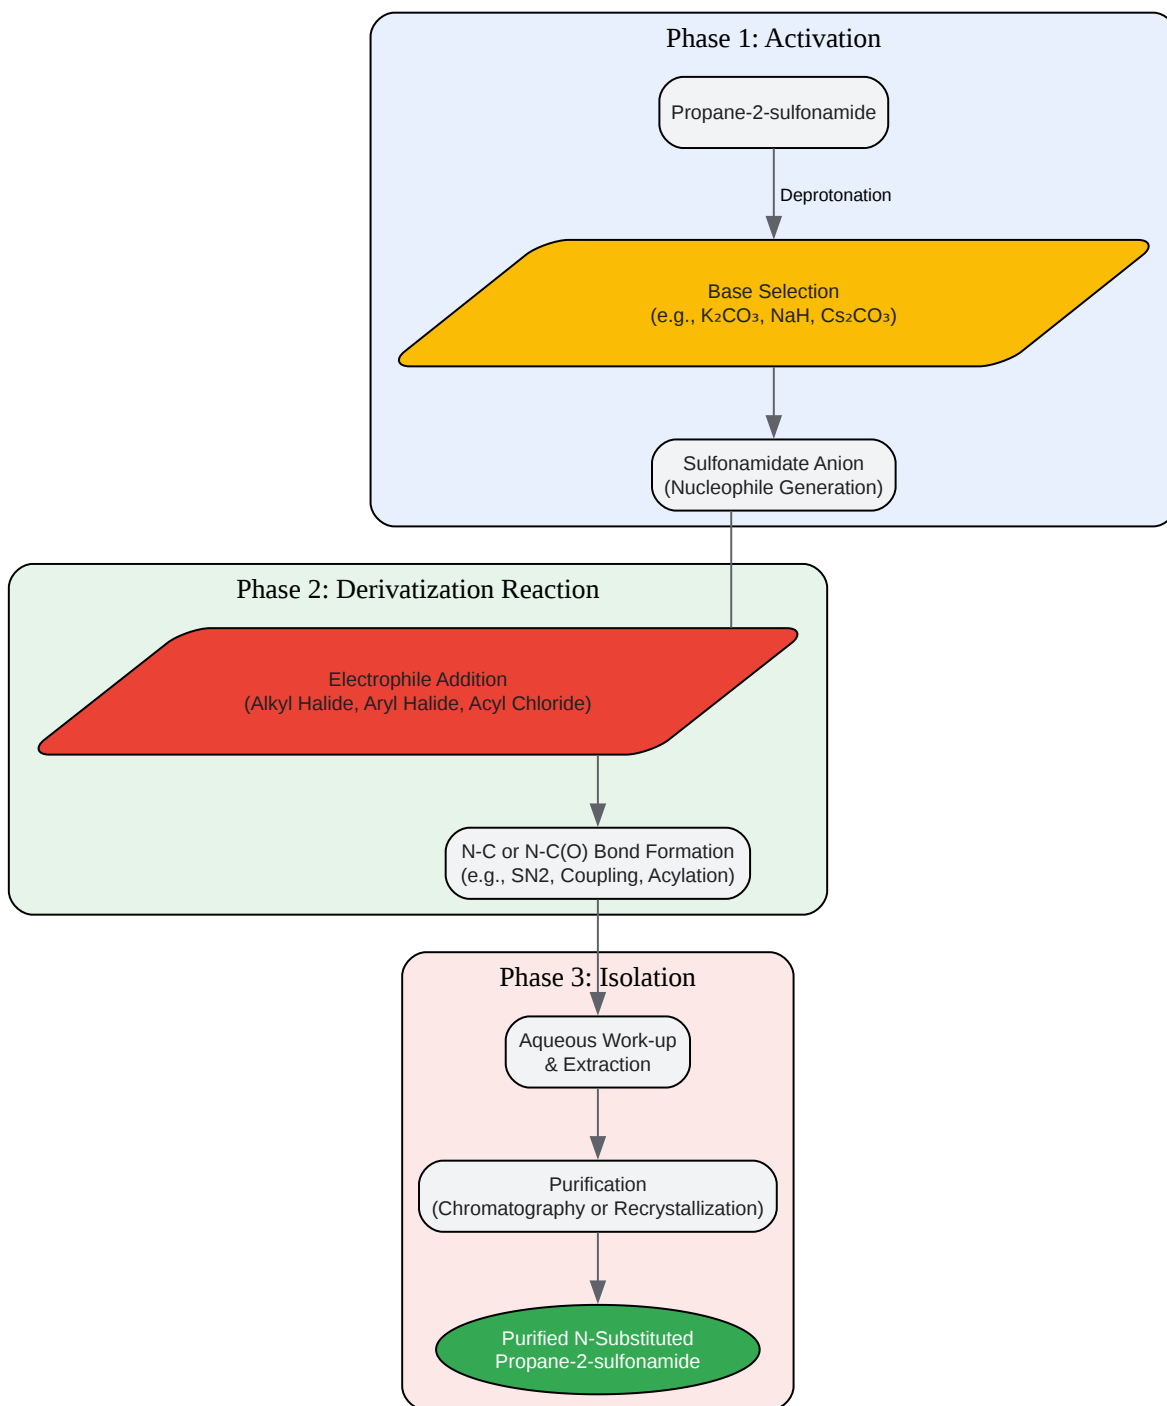 Phase 1: Activation
Propane-2-sulfonamide
Deprotonation
Base Selection
(e.g., K₂CO₃, NaH, Cs₂CO₃)
Sulfonamidate Anion
(Nucleophile Generation)
Phase 2: Derivatization Reaction
Electrophile Addition
(Alkyl Halide, Aryl Halide, Acyl Chloride)
N-C or N-C(O) Bond Formation
(e.g., SN2, Coupling, Acylation)
Phase 3: Isolation
Aqueous Work-up
& Extraction
Purification
(Chromatography or Recrystallization)
Purified N-Substituted
Propane-2-sulfonamide